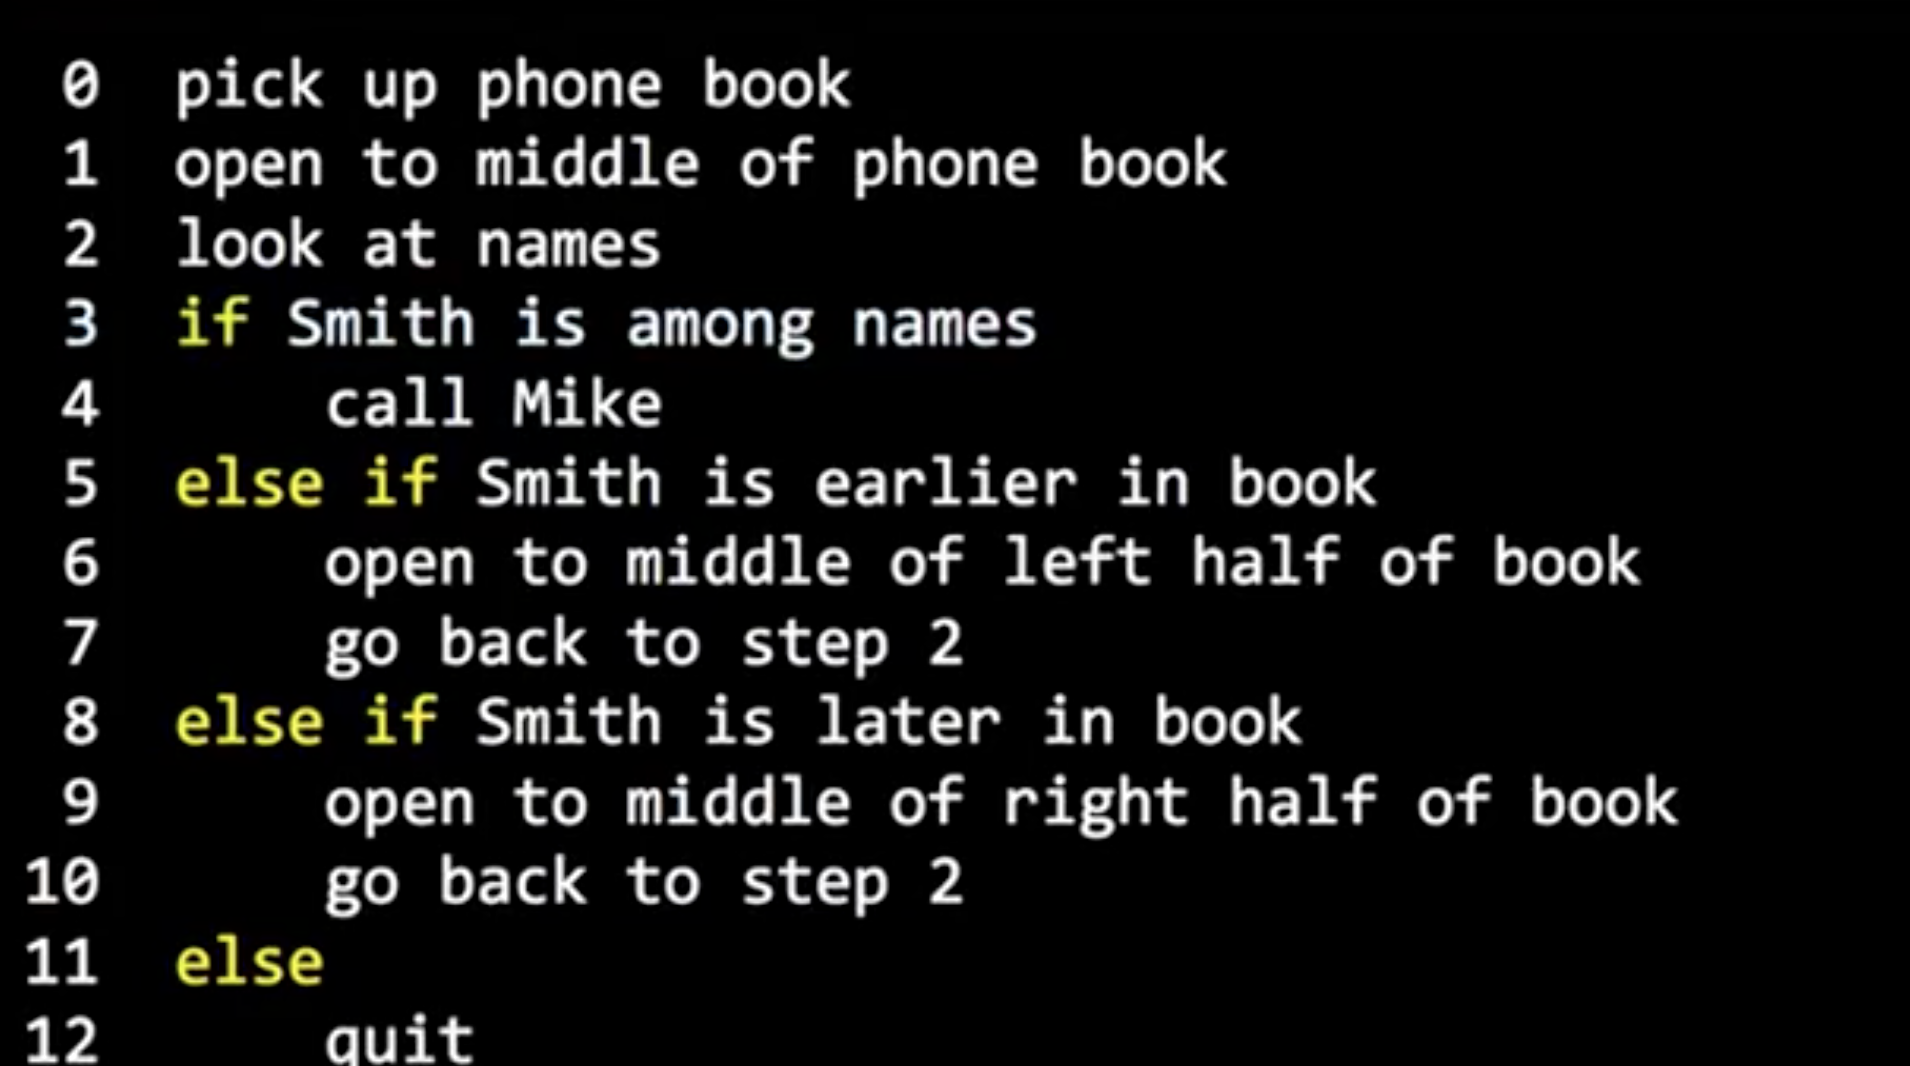 0 pick up phone book
1 open to middle of phone book
2 look at names
3 if Smith is among names
4     call Mike
5 else if Smith is earlier in book
6     open to middle of left half of book
7     go back to step 2
8 else if Smith is later in book
9     open to middle of right half of book
10     go back to step 2
11 else
12     quit